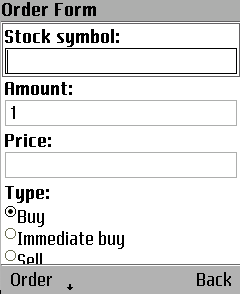 Order Form
Stock symbol:
Amount:
1
Price:
Type:
Buy
Immediate buy
Sell
Order
Back